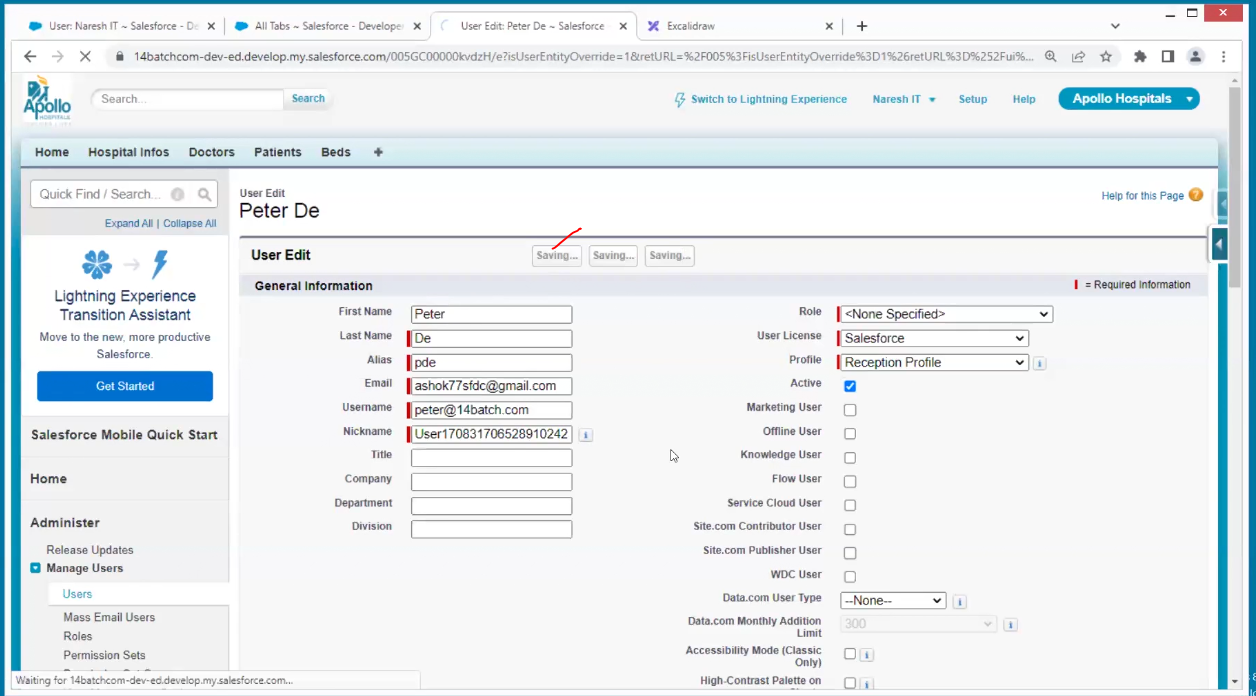 User: Naresh IT ~ Salesforce - De
All Tabs ~ Salesforce - Developer
User Edit: Peter De ~ Salesforce
Excalidraw
14batchcom-dev-ed.develop.my.salesforce.com/005GC00000kvdzH/e?isUserEntityOverride=1&retURL=%2F005%3FisUserEntityOverride%3D1%26retURL%3D%252Fui%...
Apollo
HOSPITALS
Search...
Search
Switch to Lightning Experience
Naresh IT
Setup
Help
Apollo Hospitals
Home
Hospital Infos
Doctors
Patients
Beds
Quick Find / Search...
Expand All | Collapse All
Lightning Experience
Transition Assistant
Move to the new, more productive
Salesforce.
Get Started
Salesforce Mobile Quick Start
Home
Administer
Release Updates
Manage Users
Users
Mass Email Users
Roles
Permission Sets
Waiting for 14batchcom-dev-ed.develop.my.salesforce.com...
User Edit
Peter De
Help for this Page
User Edit
Saving...
Saving...
Saving...
General Information
= Required Information
First Name Peter
Last Name De
Alias pde
Email ashok77sfdc@gmail.com
Username peter@14batch.com
Nickname User170831706528910242
Title
Company
Department
Division
Role <None Specified>
User License Salesforce
Profile Reception Profile
Active
Marketing User
Offline User
Knowledge User
Flow User
Service Cloud User
Site.com Contributor User
Site.com Publisher User
WDC User
Data.com User Type --None--
Data.com Monthly Addition
Limit 300
Accessibility Mode (Classic
Only)
High-Contrast Palette on